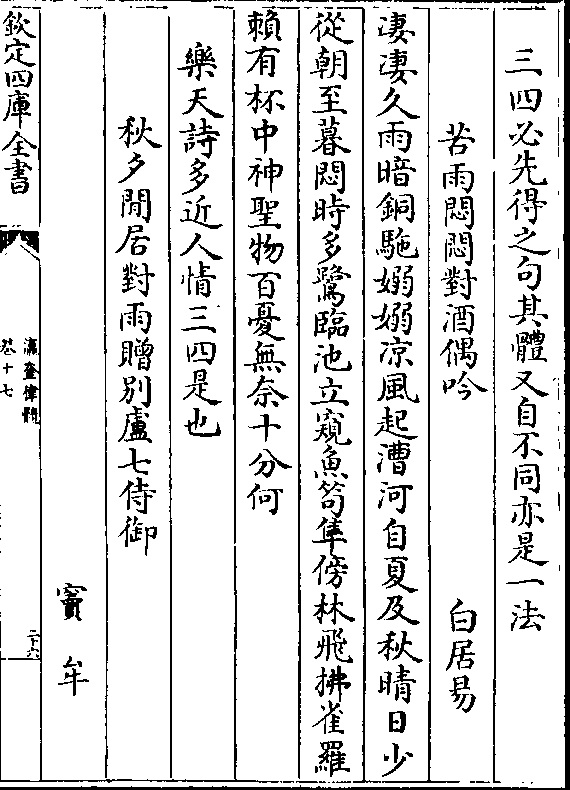 三四必先得之句其體又自不同亦是一法
苦雨悶悶對酒偶吟　白居易
凄凄久雨暗銅駞嫋嫋凉風起漕河自夏及秋晴日少
從朝至暮悶時多鷺臨池立窺魚笱隼傍林飛拂雀羅
賴有杯中神聖物百憂無奈十分何
樂天詩多近人情三四是也
秋夕閒居對雨贈别盧七侍御
竇牟
欽定四庫全書
瀛奎律髓
卷十七
二十六